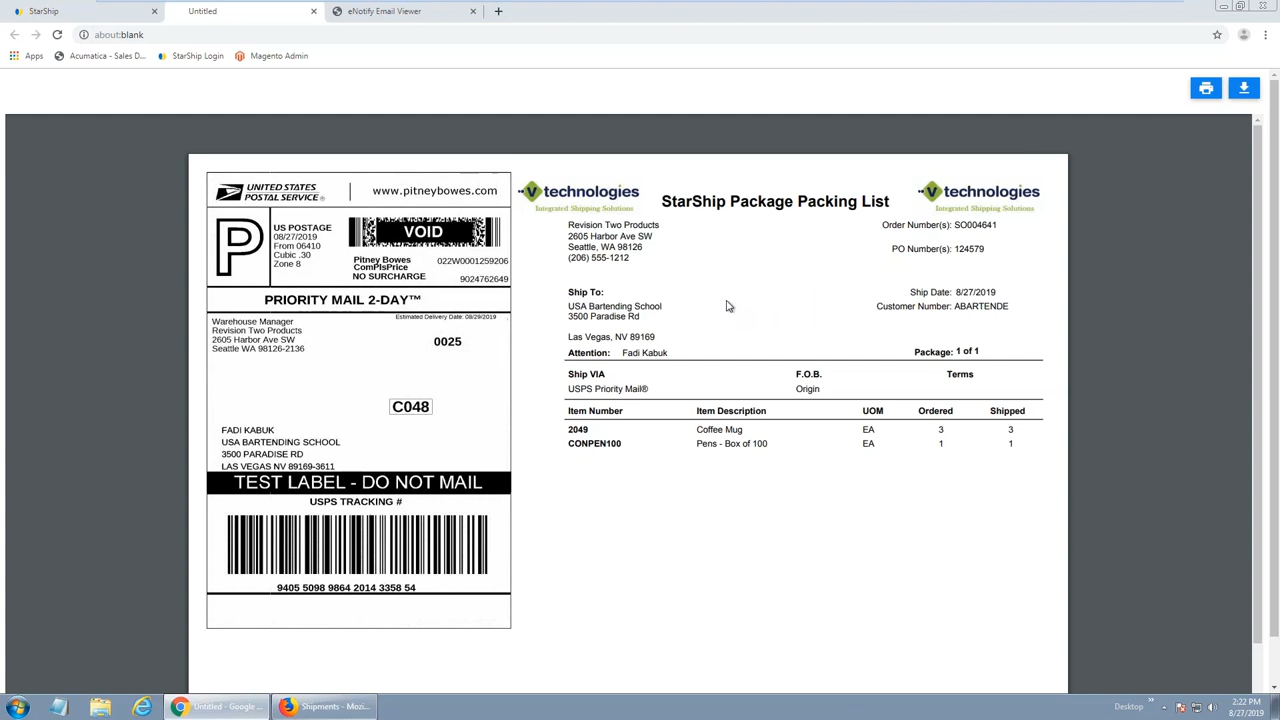 StarShip
Untitled
eNotify Email Viewer
about:blank
Apps
Acumatica - Sales D...
StarShip Login
Magento Admin
UNITED STATES
POSTAL SERVICE®
www.pitneybowes.com
P
US POSTAGE
08/27/2019
From 06410
Cubic .30
Zone 8
VOID
Pitney Bowes
ComPlsPrice
NO SURCHARGE
022W0001259206
9024762649
PRIORITY MAIL 2-DAY™
Estimated Delivery Date: 08/29/2019
Warehouse Manager
Revision Two Products
2605 Harbor Ave SW
Seattle WA 98126-2136
0025
C048
FADI KABUK
USA BARTENDING SCHOOL
3500 PARADISE RD
LAS VEGAS NV 89169-3611
TEST LABEL - DO NOT MAIL
USPS TRACKING #
9405 5098 9864 2014 3358 54
V technologies
Integrated Shipping Solutions
StarShip Package Packing List
V technologies
Integrated Shipping Solutions
Revision Two Products
2605 Harbor Ave SW
Seattle, WA 98126
(206) 555-1212
Order Number(s): SO004641
PO Number(s): 124579
Ship To:
USA Bartending School
3500 Paradise Rd
Las Vegas, NV 89169
Attention: Fadi Kabuk
Ship Date: 8/27/2019
Customer Number: ABARTENDE
Package: 1 of 1
Ship VIA F.O.B. Terms
USPS Priority Mail® Origin
Item Number Item Description UOM Ordered Shipped
2049 Coffee Mug EA 3 3
CONPEN100 Pens - Box of 100 EA 1 1
Untitled - Google ...
Shipments - Mozi...
Desktop
2:22 PM
8/27/2019